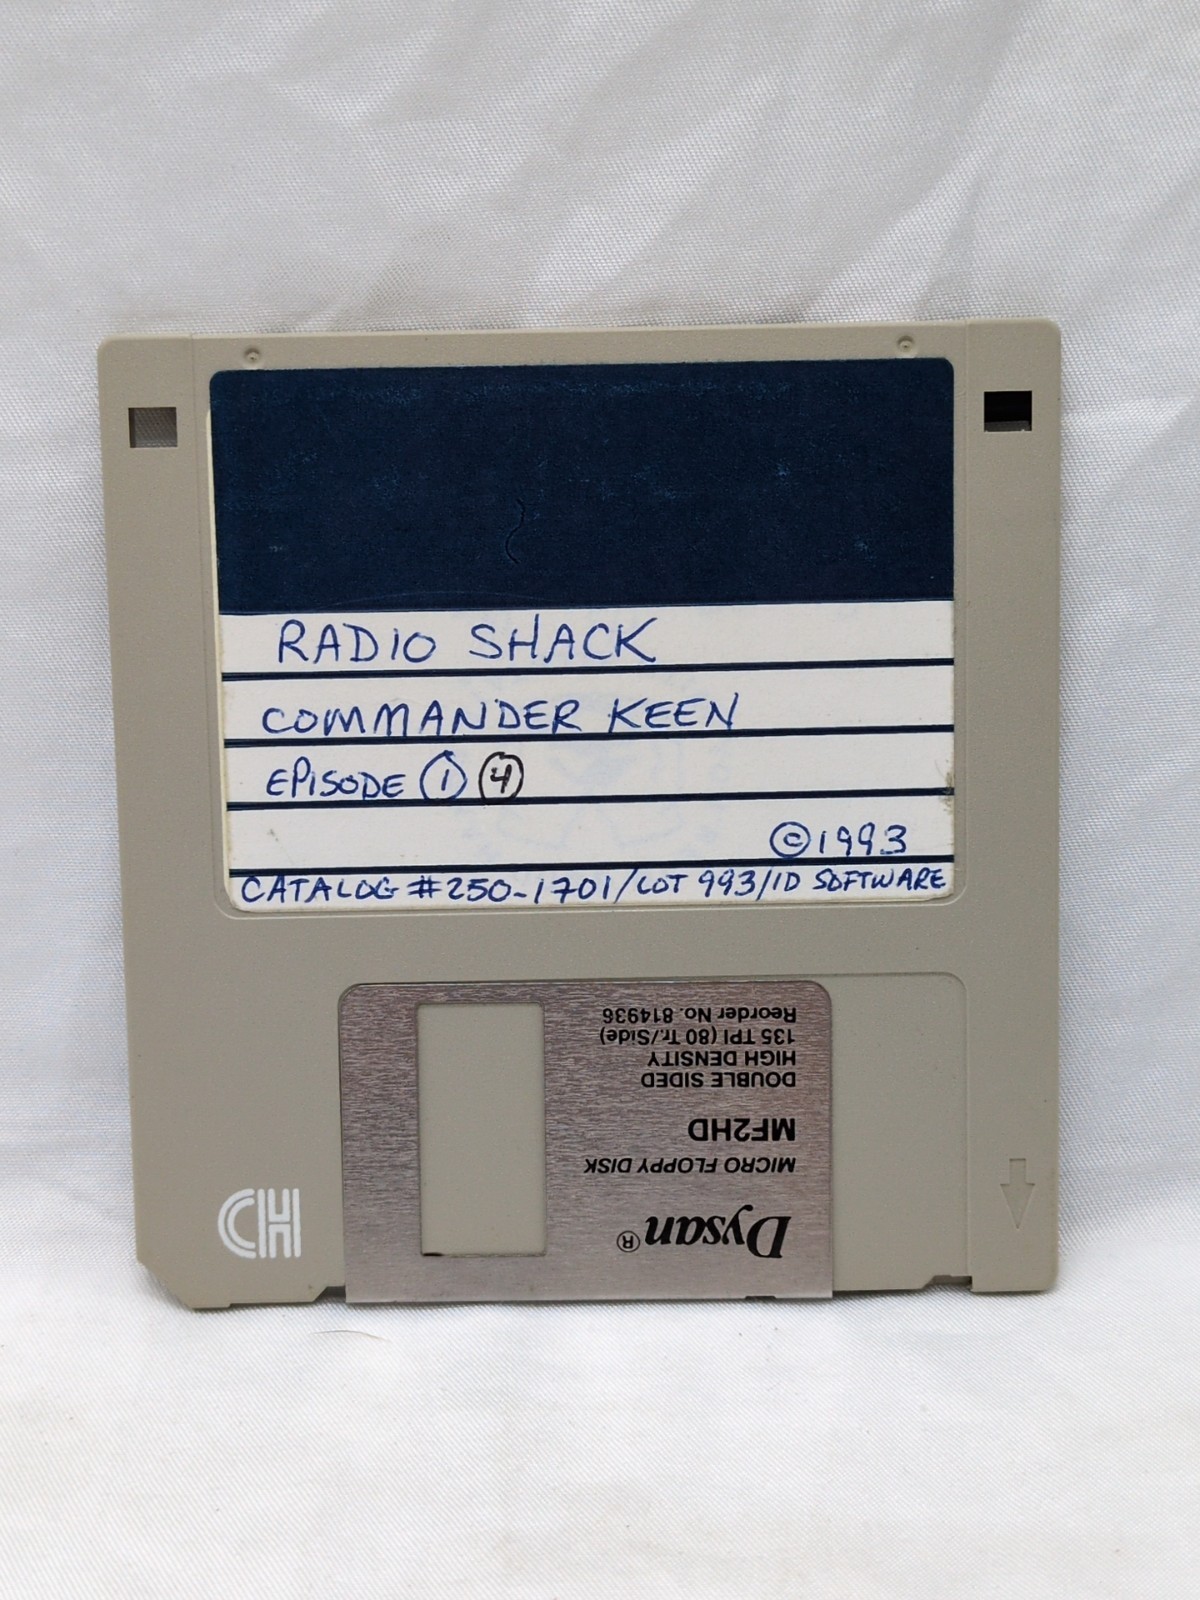 RADIO SHACK
COMMANDER KEEN
EPISODE 1 4
©1993
CATALOG #250-1701/LOT 993/ID SOFTWARE
Dysan®
MICRO FLOPPY DISK
MF2HD
DOUBLE SIDED
HIGH DENSITY
135 TPI (80 Tr./Side)
Reorder No. 814936
HD